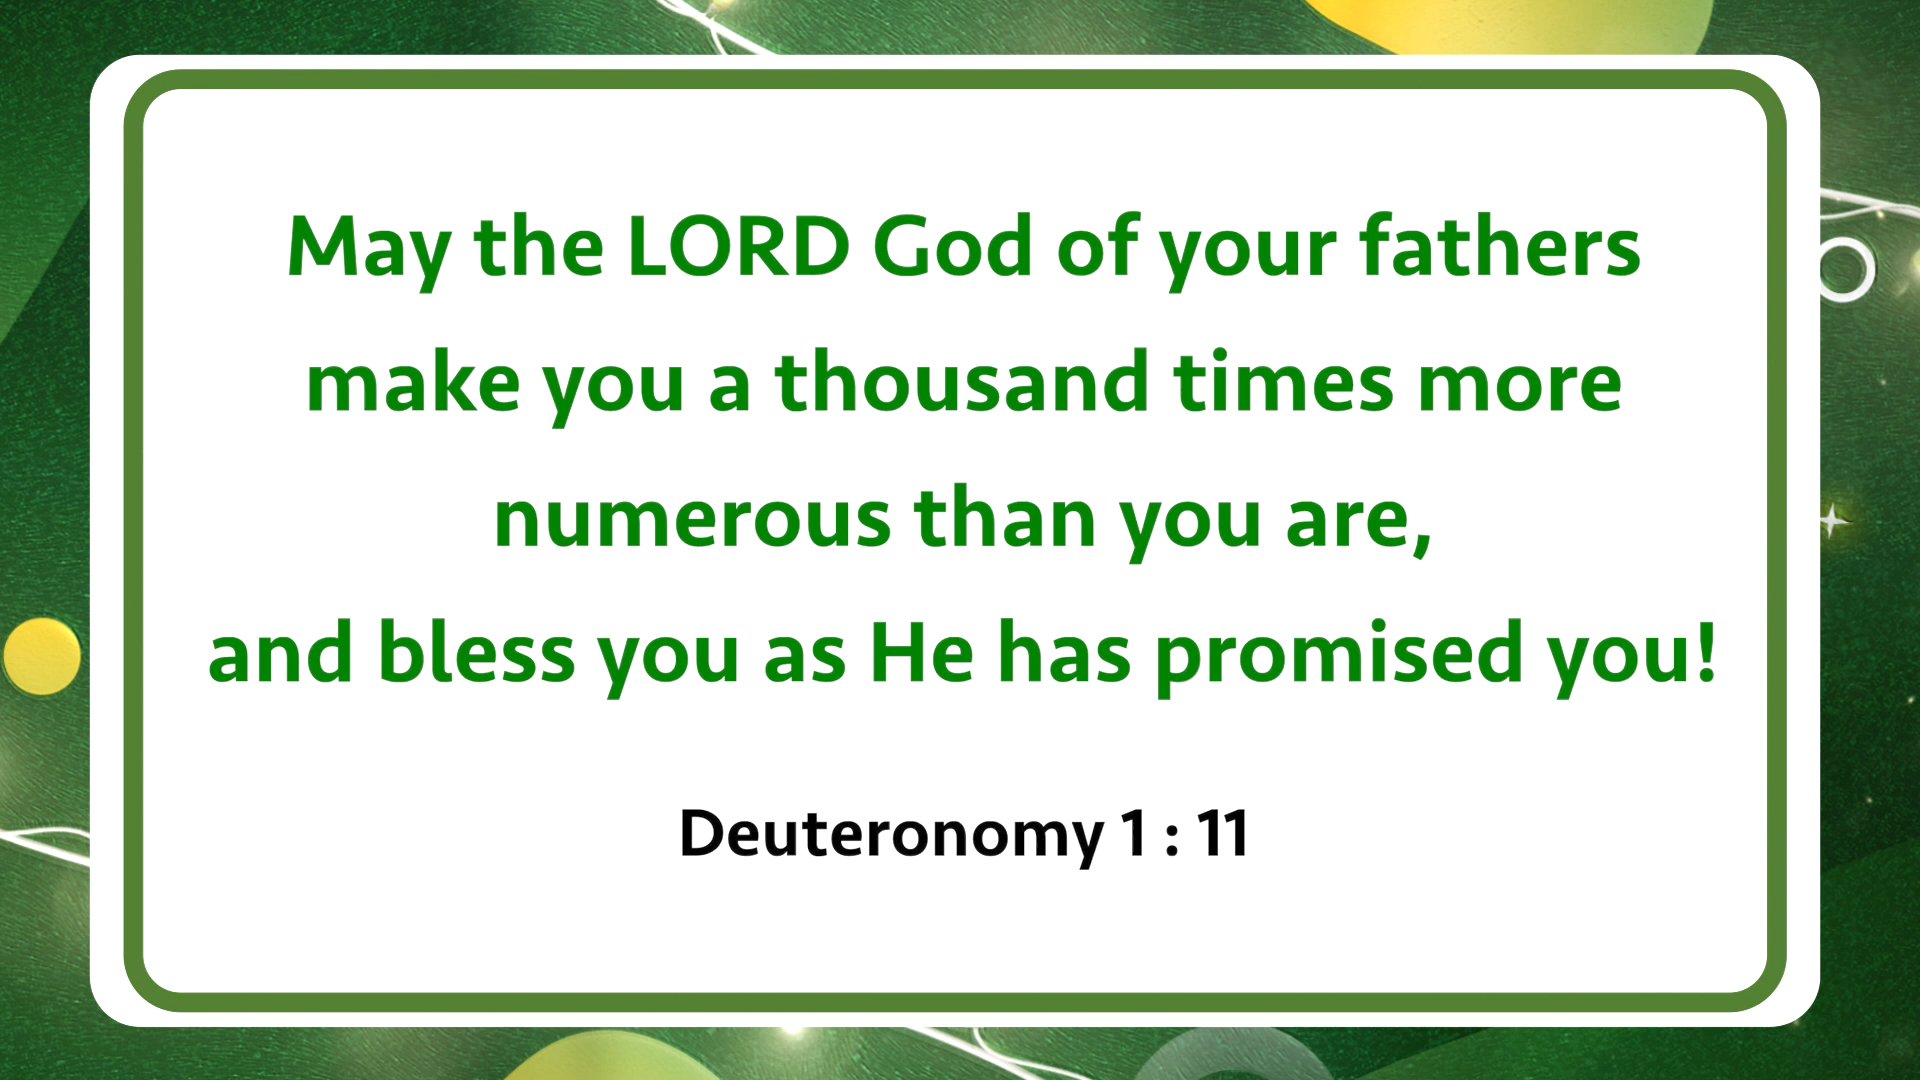 May the LORD God of your fathers
make you a thousand times more
numerous than you are,
and bless you as He has promised you!
Deuteronomy 1 : 11